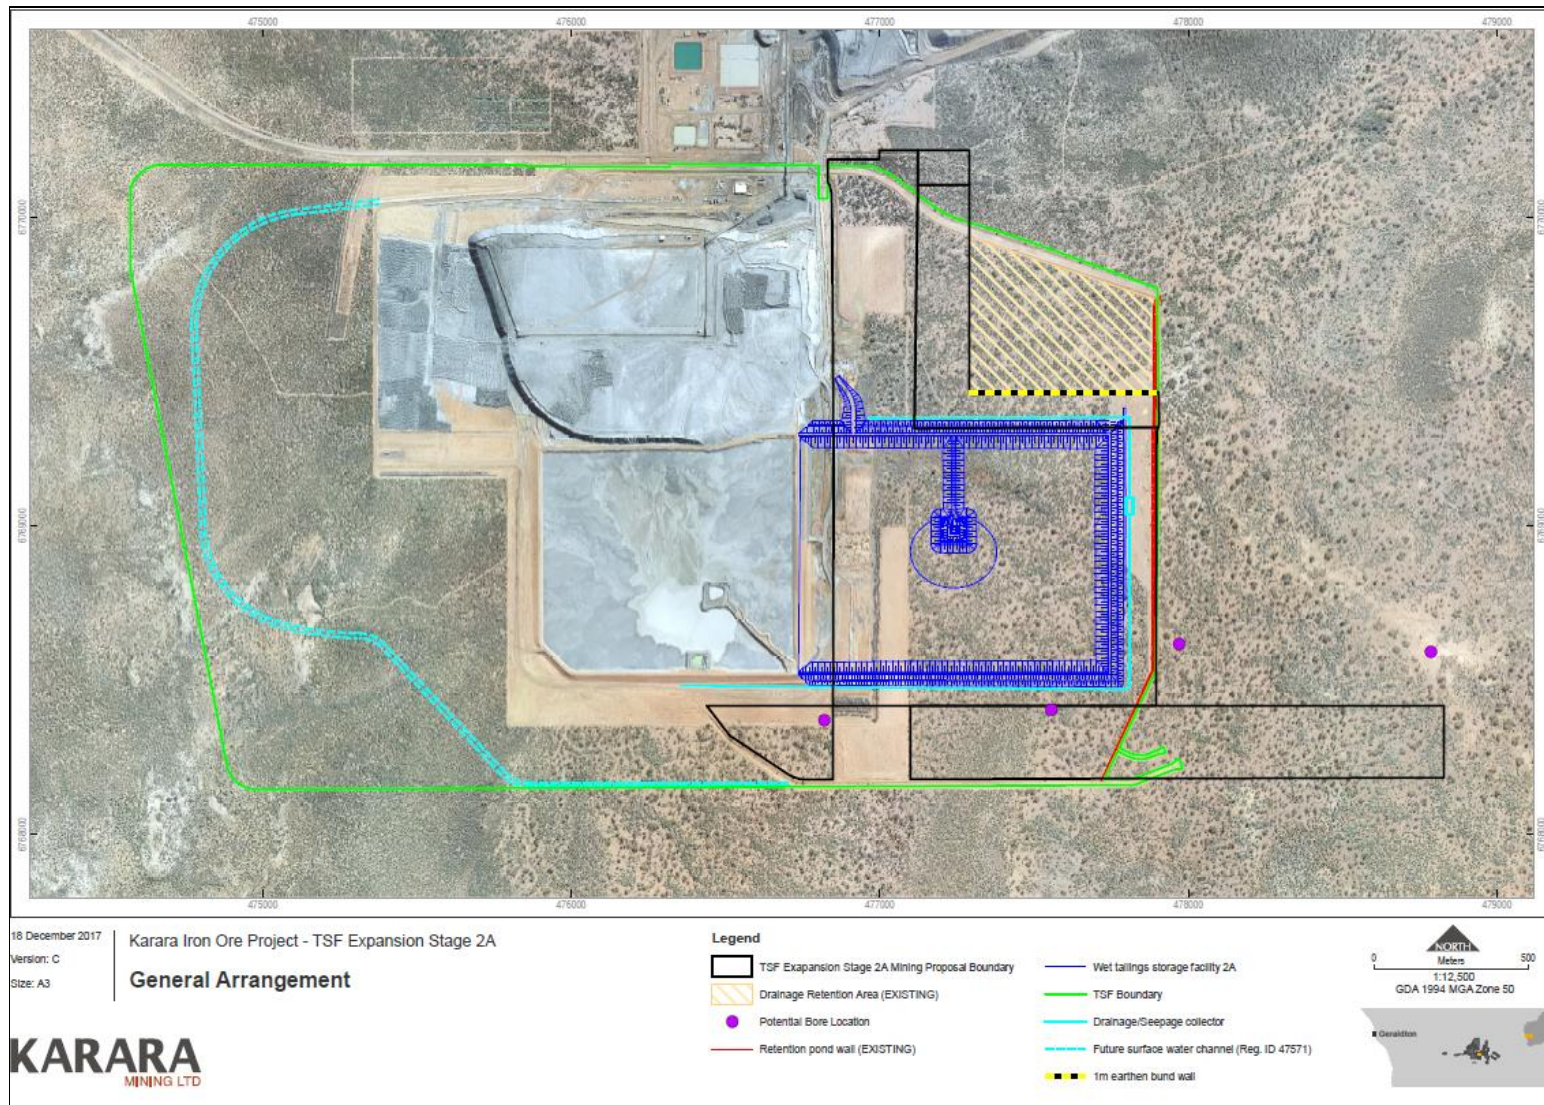 475000 476000 477000 478000 479000
6770000 6770000
6769000 6769000
6768000 6768000
475000 476000 477000 478000 479000
18 December 2017
Version: C
Size: A3
Karara Iron Ore Project - TSF Expansion Stage 2A
General Arrangement
KARARA
MINING LTD
Legend
TSF Exapansion Stage 2A Mining Proposal Boundary
Drainage Retention Area (EXISTING)
Potential Bore Location
Retention pond wall (EXISTING)
Wet tailings storage facility 2A
TSF Boundary
Drainage/Seepage collector
Future surface water channel (Reg. ID 47571)
1m earthen bund wall
NORTH
Meters
0 500
1:12,500
GDA 1994 MGA Zone 50
Geraldton